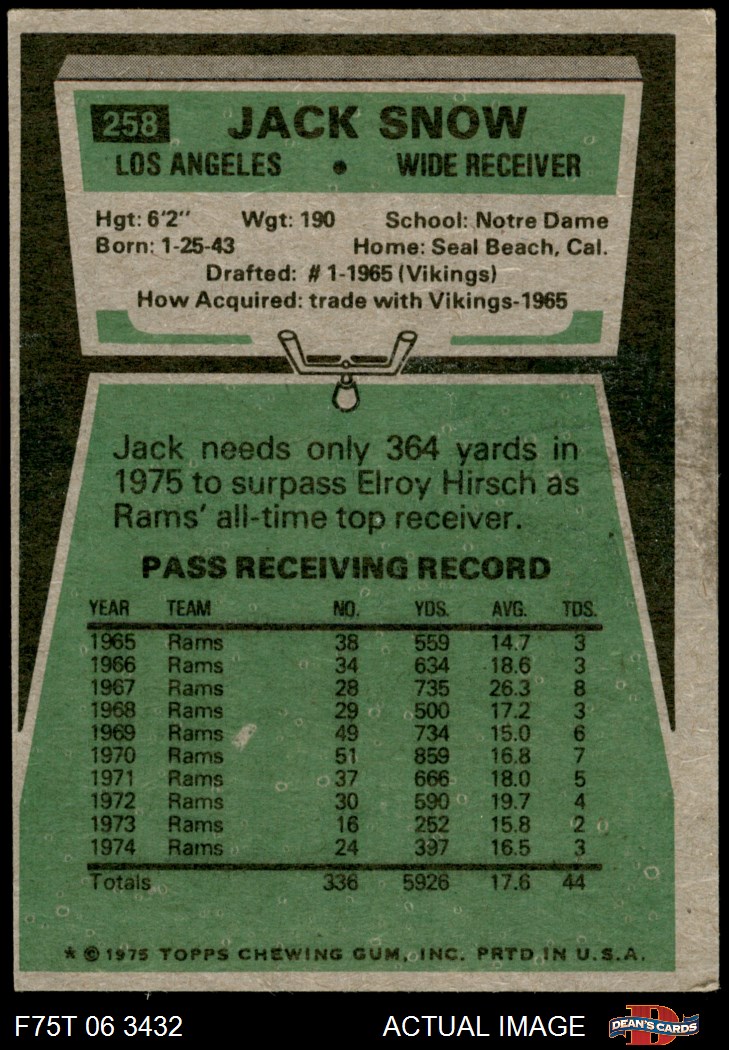 258 JACK SNOW
LOS ANGELES • WIDE RECEIVER
Hgt: 6'2" Wgt: 190 School: Notre Dame
Born: 1-25-43 Home: Seal Beach, Cal.
Drafted: #1-1965 (Vikings)
How Acquired: trade with Vikings-1965
Jack needs only 364 yards in
1975 to surpass Elroy Hirsch as
Rams' all-time top receiver.
PASS RECEIVING RECORD
YEAR TEAM NO. YDS. AVG. TDS.
1965 Rams 38 559 14.7 3
1966 Rams 34 634 18.6 3
1967 Rams 28 735 26.3 8
1968 Rams 29 500 17.2 3
1969 Rams 49 734 15.0 6
1970 Rams 51 859 16.8 7
1971 Rams 37 666 18.0 5
1972 Rams 30 590 19.7 4
1973 Rams 16 252 15.8 2
1974 Rams 24 397 16.5 3
Totals 336 5926 17.6 44
* © 1975 TOPPS CHEWING GUM, INC. PRTD. IN U.S.A.
F75T 06 3432 ACTUAL IMAGE DEAN'S CARDS